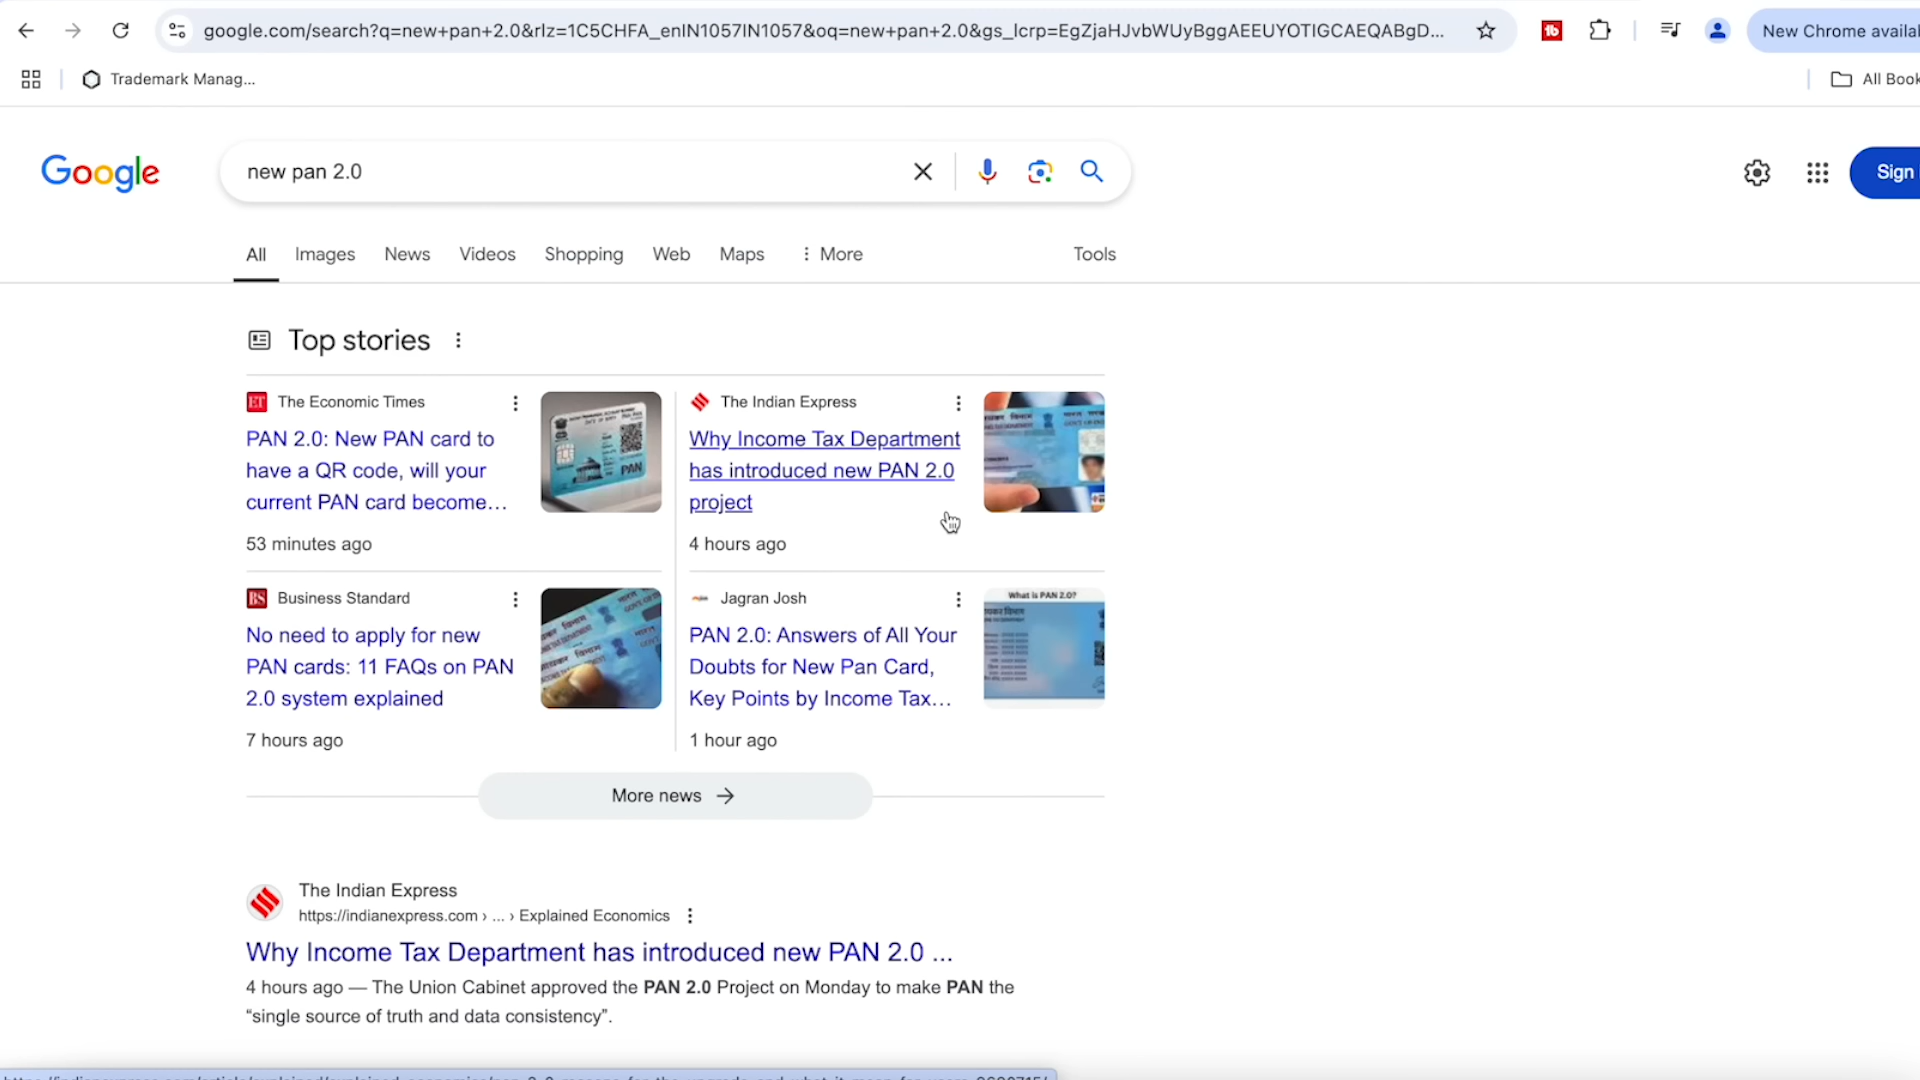 google.com/search?q=new+pan+2.0&rlz=1C5CHFA_enIN1057IN1057&oq=new+pan+2.0&gs_lcrp=EgZjaHJvbWUyBggAEEUYOTIGCAEQABgD...
New Chrome availa
Trademark Manag...
All Book
Google
new pan 2.0
Sign
All Images News Videos Shopping Web Maps More Tools
Top stories
ET The Economic Times
PAN 2.0: New PAN card to
have a QR code, will your
current PAN card become...
53 minutes ago
PAN
The Indian Express
Why Income Tax Department
has introduced new PAN 2.0
project
4 hours ago
BS Business Standard
No need to apply for new
PAN cards: 11 FAQs on PAN
2.0 system explained
7 hours ago
Jagran Josh
PAN 2.0: Answers of All Your
Doubts for New Pan Card,
Key Points by Income Tax...
1 hour ago
What is PAN 2.0?
More news
The Indian Express
https://indianexpress.com › ... › Explained Economics
Why Income Tax Department has introduced new PAN 2.0 ...
4 hours ago — The Union Cabinet approved the PAN 2.0 Project on Monday to make PAN the
“single source of truth and data consistency”.